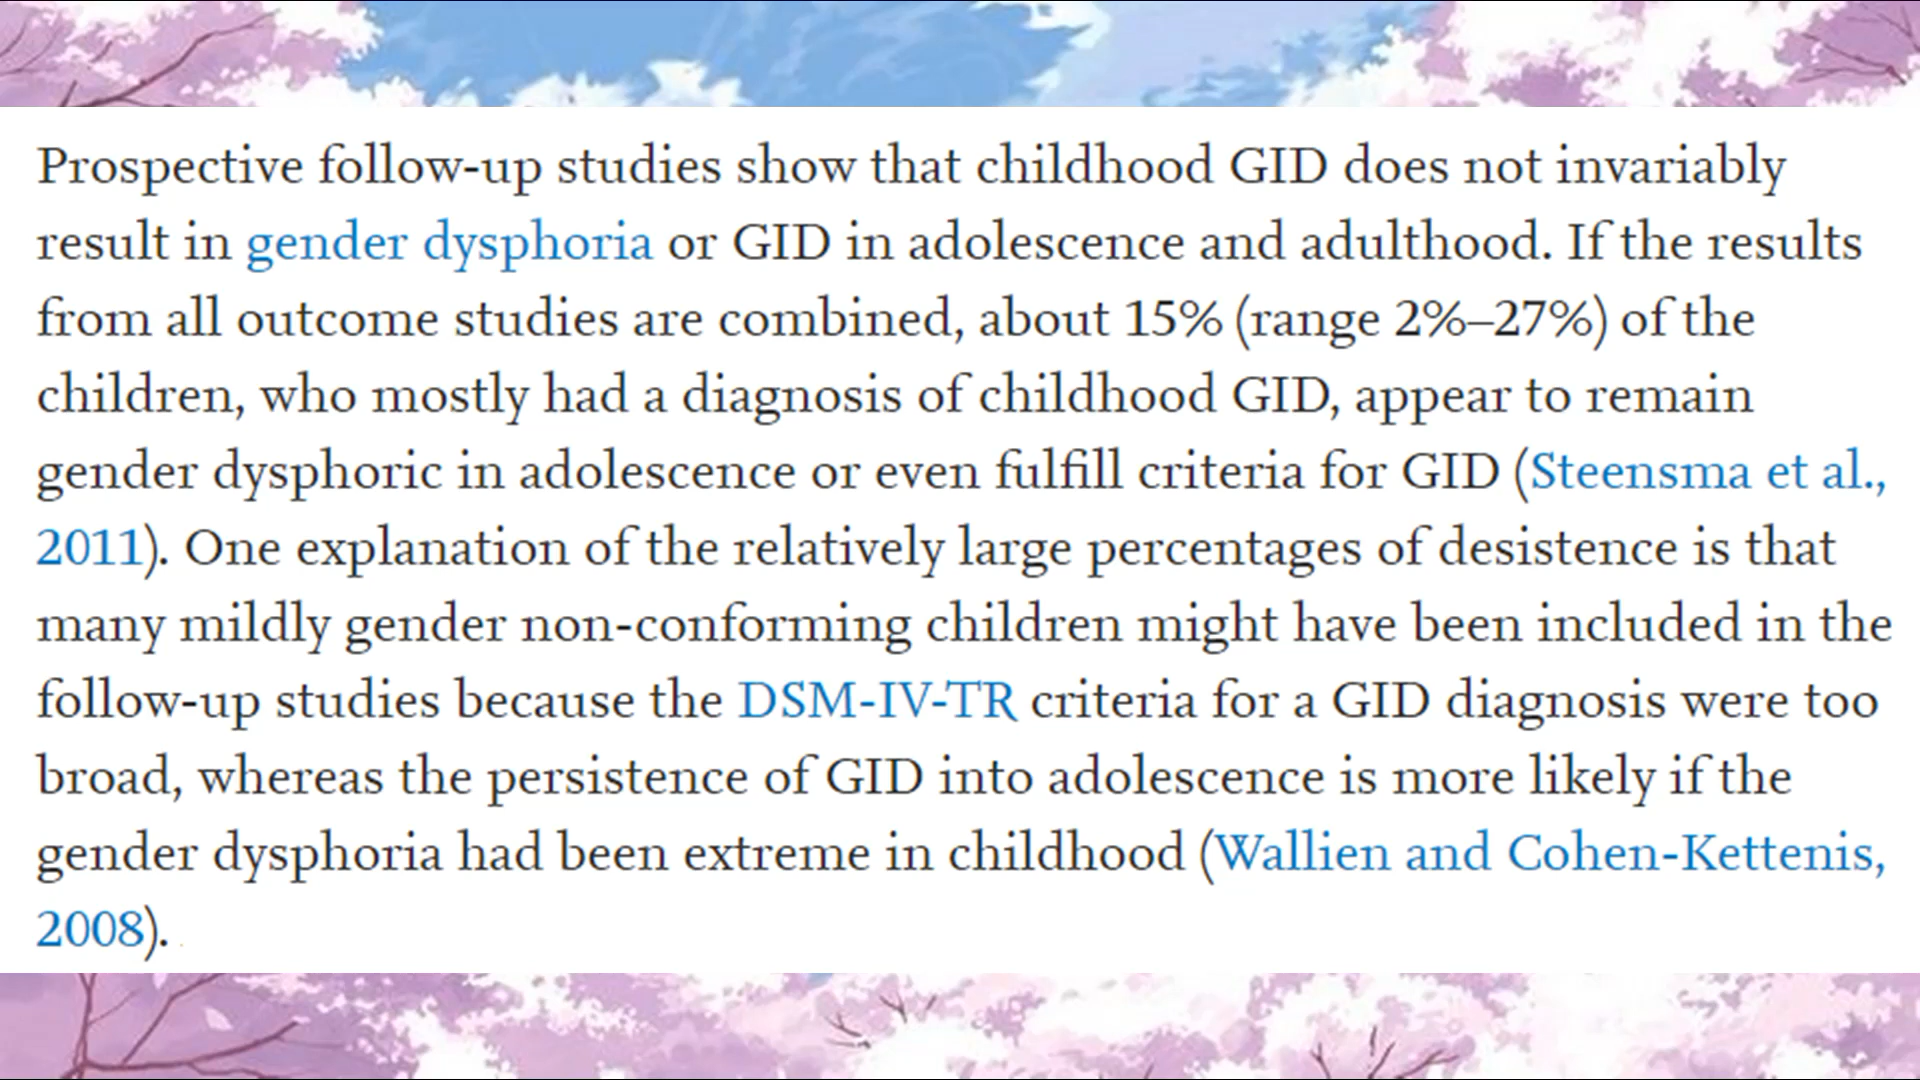 Prospective follow-up studies show that childhood GID does not invariably
result in gender dysphoria or GID in adolescence and adulthood. If the results
from all outcome studies are combined, about 15% (range 2%–27%) of the
children, who mostly had a diagnosis of childhood GID, appear to remain
gender dysphoric in adolescence or even fulfill criteria for GID (Steensma et al.,
2011). One explanation of the relatively large percentages of desistence is that
many mildly gender non-conforming children might have been included in the
follow-up studies because the DSM-IV-TR criteria for a GID diagnosis were too
broad, whereas the persistence of GID into adolescence is more likely if the
gender dysphoria had been extreme in childhood (Wallien and Cohen-Kettenis,
2008).